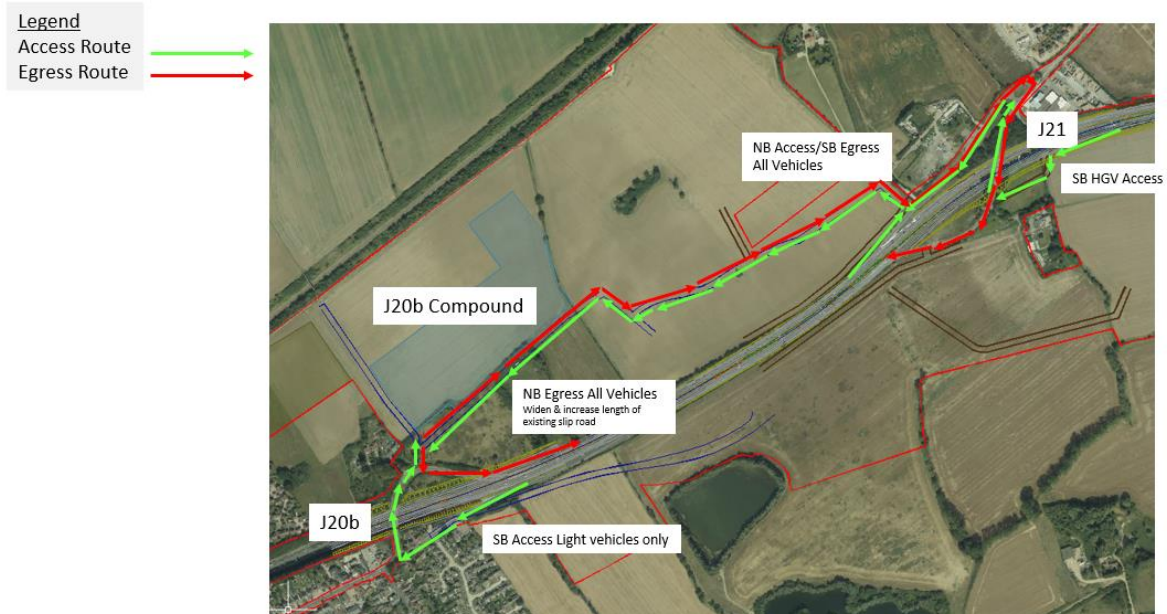 Legend
Access Route
Egress Route
NB Access/SB Egress
All Vehicles
J21
SB HGV Access
J20b Compound
NB Egress All Vehicles
Widen & increase length of
existing slip road
J20b
SB Access Light vehicles only